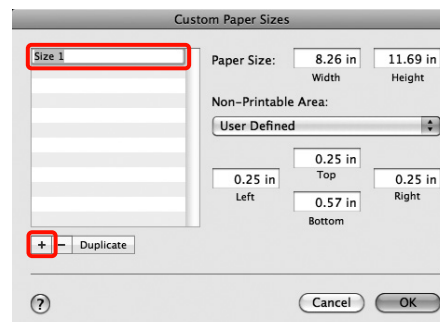 Custom Paper Sizes
Size 1
Paper Size:
8.26 in
11.69 in
Width
Height
Non-Printable Area:
User Defined
0.25 in
Top
0.25 in
Left
0.25 in
Right
0.57 in
Bottom
+ − Duplicate
?
Cancel
OK